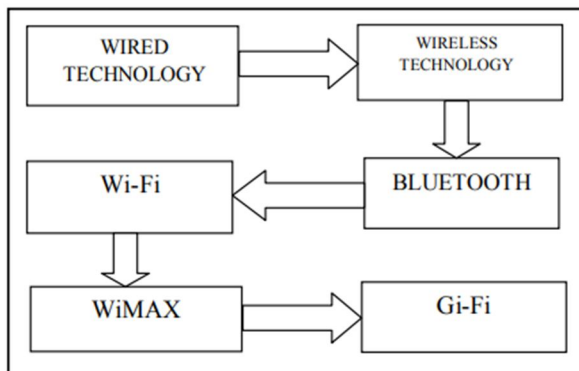 WIRED
TECHNOLOGY
WIRELESS
TECHNOLOGY
Wi-Fi
BLUETOOTH
WiMAX
Gi-Fi